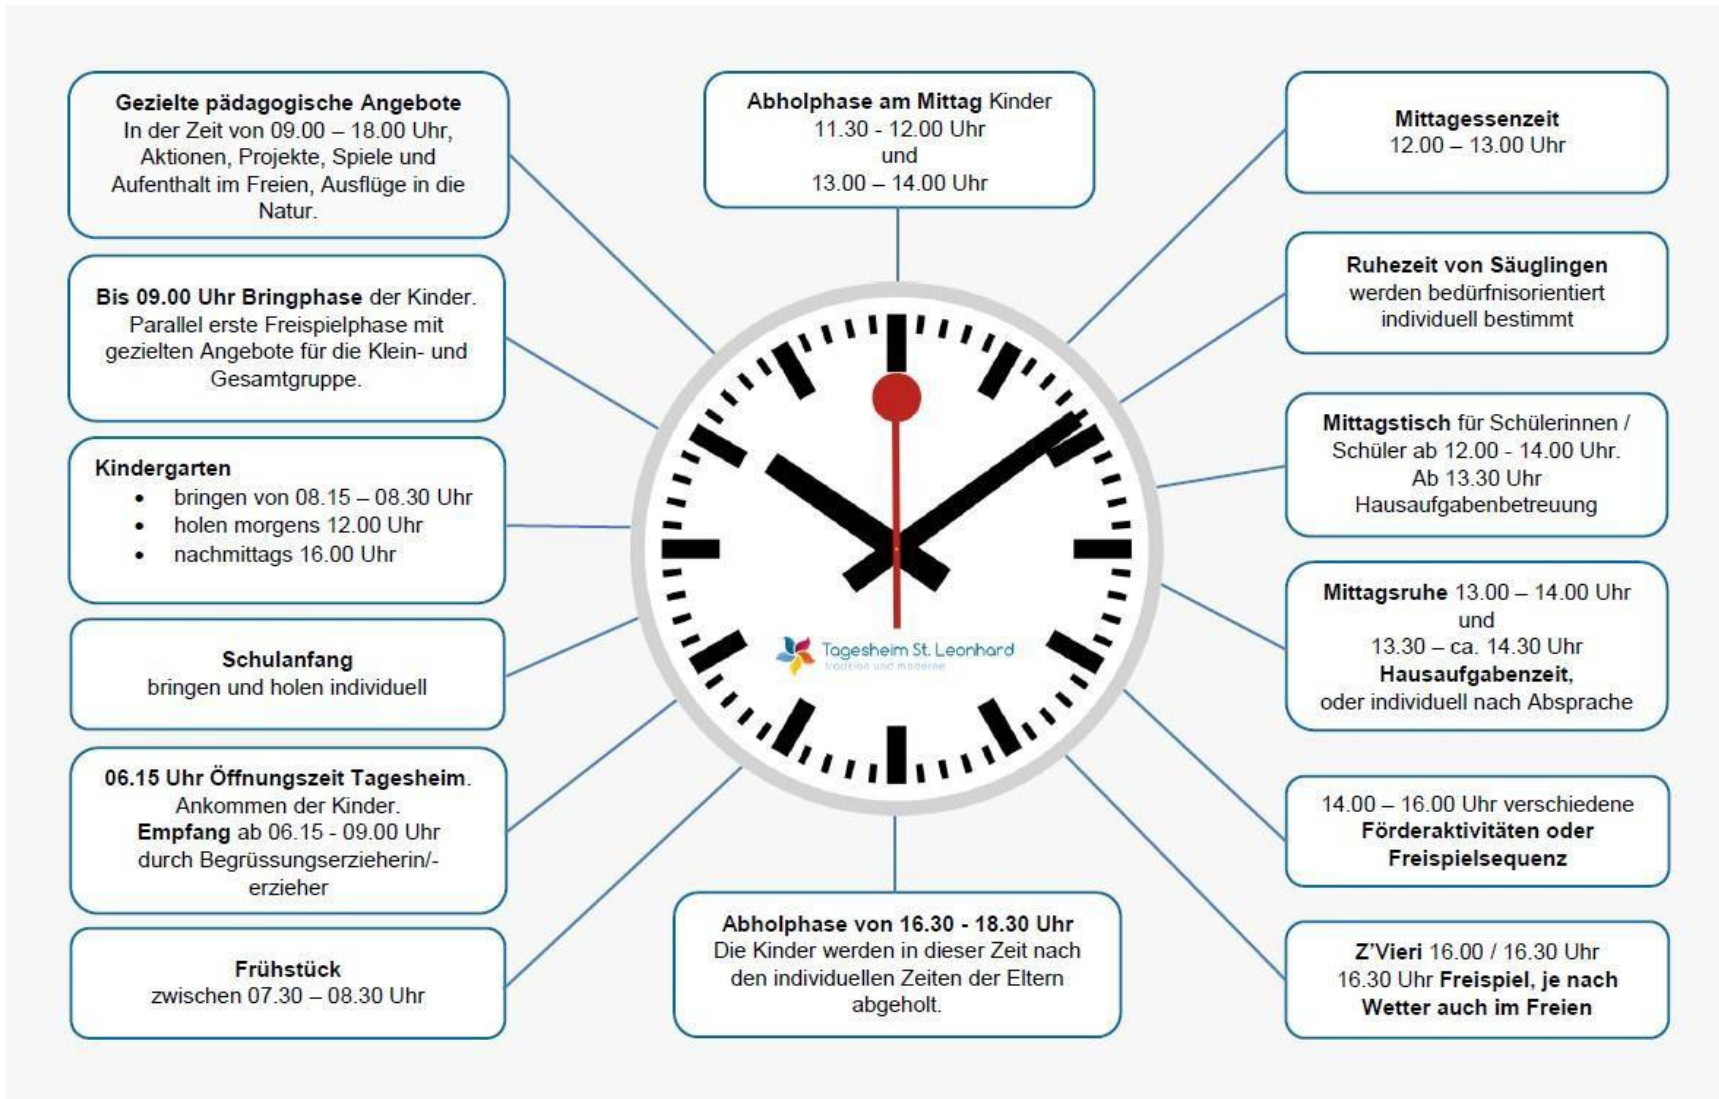 Gezielte pädagogische Angebote
In der Zeit von 09.00 – 18.00 Uhr,
Aktionen, Projekte, Spiele und
Aufenthalt im Freien, Ausflüge in die
Natur.
Bis 09.00 Uhr Bringphase der Kinder.
Parallel erste Freispielphase mit
gezielten Angebote für die Klein- und
Gesamtgruppe.
Kindergarten
• bringen von 08.15 – 08.30 Uhr
• holen morgens 12.00 Uhr
• nachmittags 16.00 Uhr
Schulanfang
bringen und holen individuell
06.15 Uhr Öffnungszeit Tagesheim.
Ankommen der Kinder.
Empfang ab 06.15 - 09.00 Uhr
durch Begrüssungserzieherin/-
erzieher
Frühstück
zwischen 07.30 – 08.30 Uhr
Abholphase am Mittag Kinder
11.30 - 12.00 Uhr
und
13.00 – 14.00 Uhr
Tagesheim St. Leonhard
tradition und moderne
Abholphase von 16.30 - 18.30 Uhr
Die Kinder werden in dieser Zeit nach
den individuellen Zeiten der Eltern
abgeholt.
Mittagessenzeit
12.00 – 13.00 Uhr
Ruhezeit von Säuglingen
werden bedürfnisorientiert
individuell bestimmt
Mittagstisch für Schülerinnen /
Schüler ab 12.00 - 14.00 Uhr.
Ab 13.30 Uhr
Hausaufgabenbetreuung
Mittagsruhe 13.00 – 14.00 Uhr
und
13.30 – ca. 14.30 Uhr
Hausaufgabenzeit,
oder individuell nach Absprache
14.00 – 16.00 Uhr verschiedene
Förderaktivitäten oder
Freispielsequenz
Z'Vieri 16.00 / 16.30 Uhr
16.30 Uhr Freispiel, je nach
Wetter auch im Freien